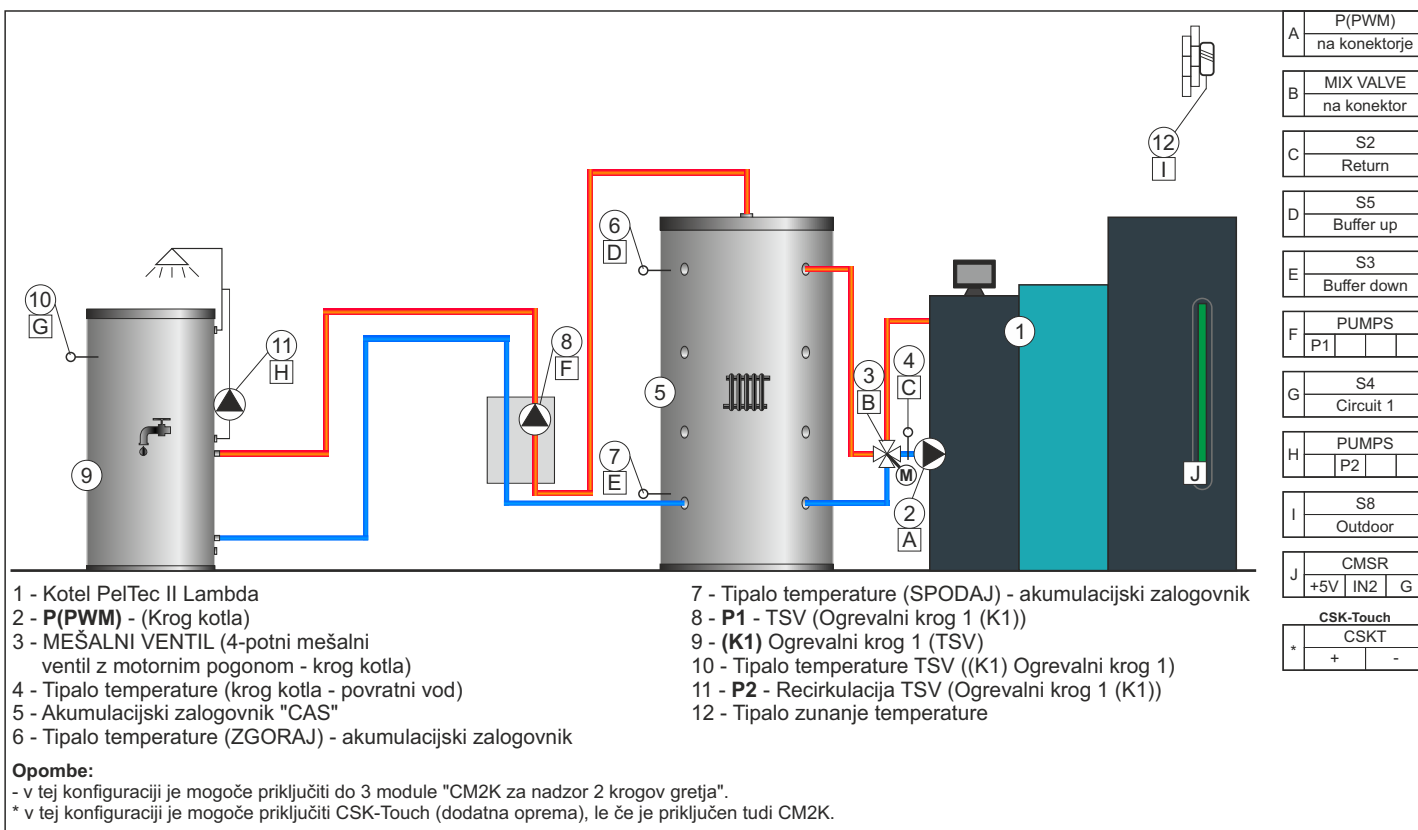 12
I
6
D
10
G
11
H
8
F
5
9
7
E
3
B
4
C
M
2
A
1
J
A
P(PWM)
na konektorje
B
MIX VALVE
na konektor
C
S2
Return
D
S5
Buffer up
E
S3
Buffer down
F
PUMPS
P1
G
S4
Circuit 1
H
PUMPS
P2
I
S8
Outdoor
J
CMSR
+5V IN2 G
CSK-Touch
*
CSKT
+ -
1 - Kotel PelTec II Lambda
2 - P(PWM) - (Krog kotla)
3 - MEŠALNI VENTIL (4-potni mešalni
ventil z motornim pogonom - krog kotla)
4 - Tipalo temperature (krog kotla - povratni vod)
5 - Akumulacijski zalogovnik "CAS"
6 - Tipalo temperature (ZGORAJ) - akumulacijski zalogovnik
7 - Tipalo temperature (SPODAJ) - akumulacijski zalogovnik
8 - P1 - TSV (Ogrevalni krog 1 (K1))
9 - (K1) Ogrevalni krog 1 (TSV)
10 - Tipalo temperature TSV ((K1) Ogrevalni krog 1)
11 - P2 - Recirkulacija TSV (Ogrevalni krog 1 (K1))
12 - Tipalo zunanje temperature
Opombe:
- v tej konfiguraciji je mogoče priključiti do 3 module "CM2K za nadzor 2 krogov gretja".
* v tej konfiguraciji je mogoče priključiti CSK-Touch (dodatna oprema), le če je priključen tudi CM2K.